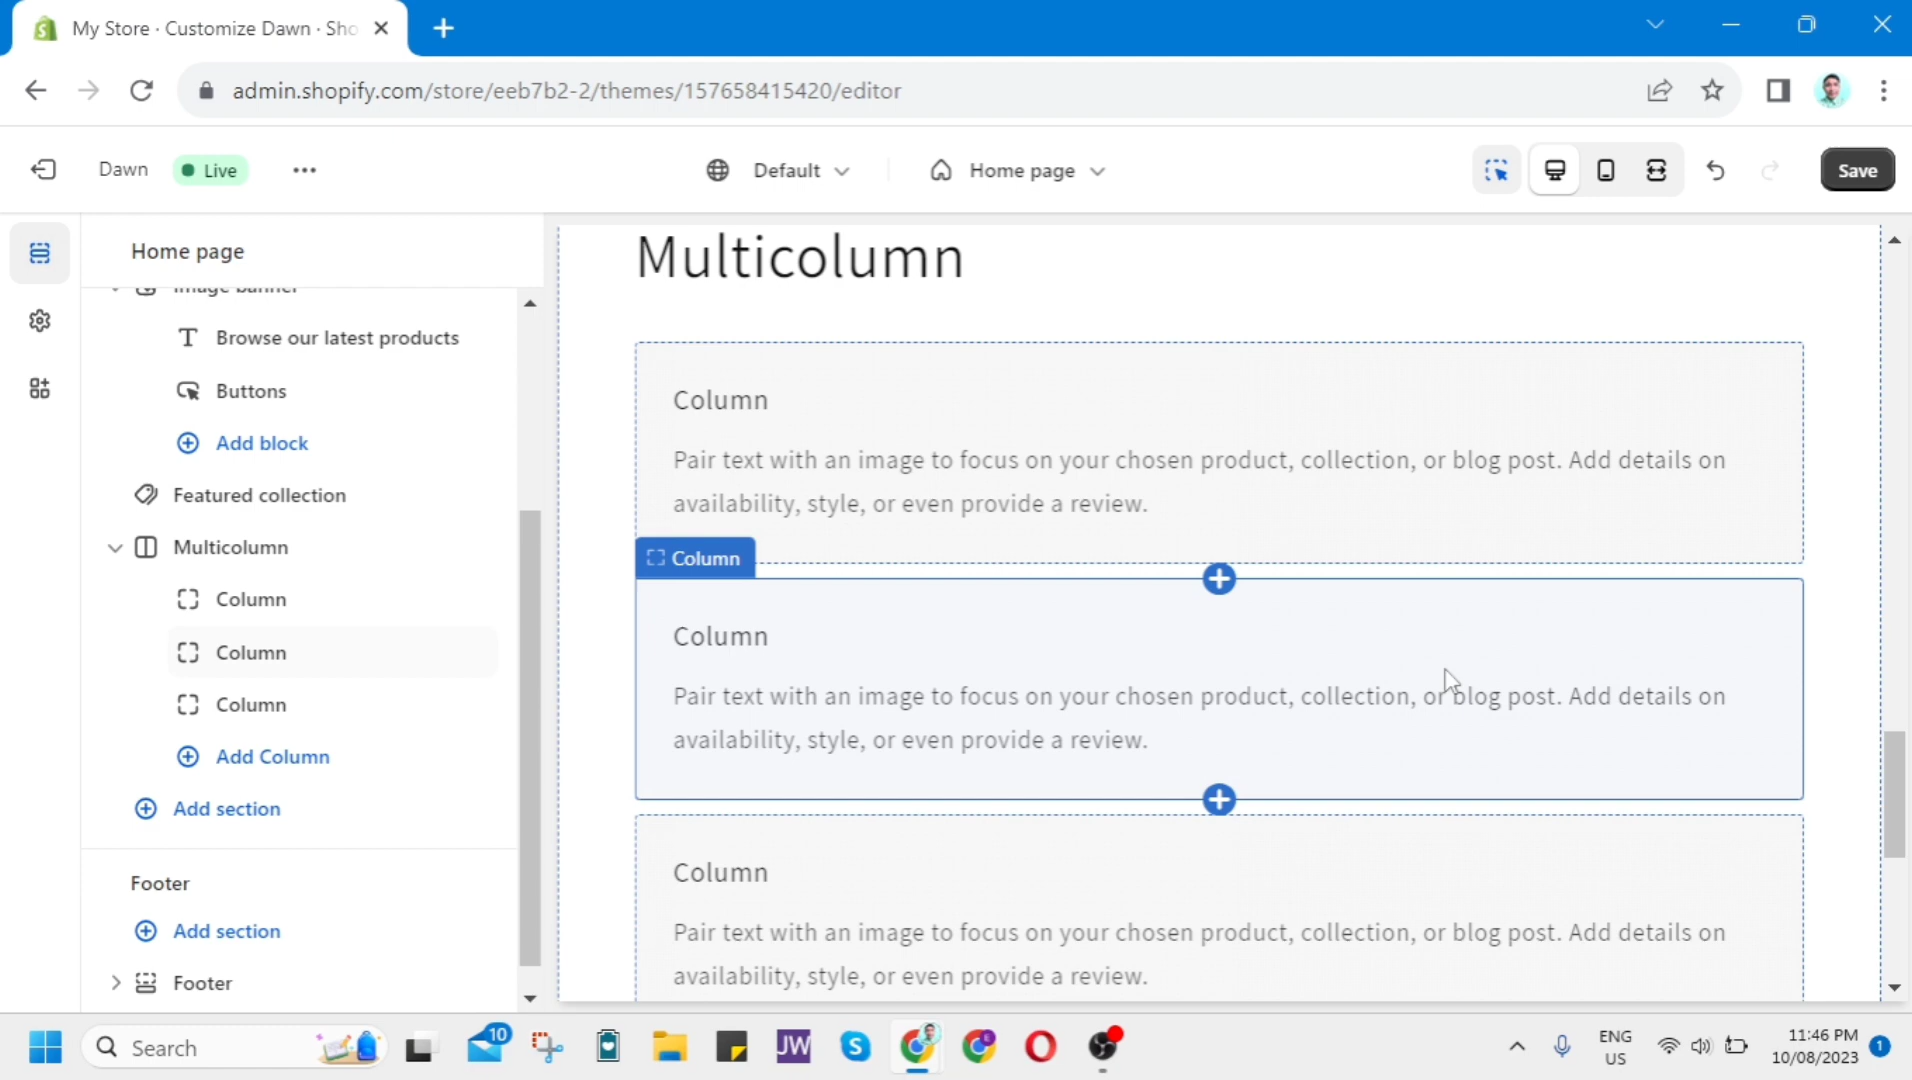 My Store · Customize Dawn · Sho
admin.shopify.com/store/eeb7b2-2/themes/157658415420/editor
Dawn
Live
Default
Home page
Save
Home page
Image banner
Browse our latest products
Buttons
Add block
Featured collection
Multicolumn
Column
Column
Column
Add Column
Add section
Footer
Add section
Footer
Multicolumn
Column
Pair text with an image to focus on your chosen product, collection, or blog post. Add details on
availability, style, or even provide a review.
Column
Column
Pair text with an image to focus on your chosen product, collection, or blog post. Add details on
availability, style, or even provide a review.
Column
Pair text with an image to focus on your chosen product, collection, or blog post. Add details on
availability, style, or even provide a review.
Search
10
JW
S
E
ENG
US
11:46 PM
10/08/2023
1